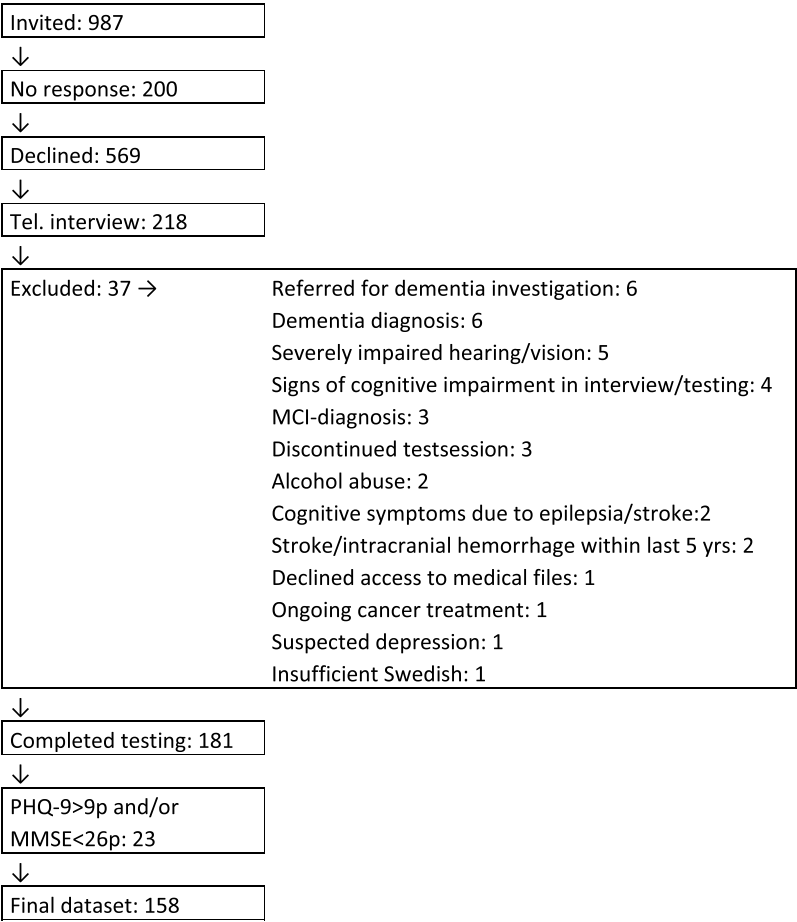 Invited: 987
↓
No response: 200
↓
Declined: 569
↓
Tel. interview: 218
↓
Excluded: 37 →
Referred for dementia investigation: 6
Dementia diagnosis: 6
Severely impaired hearing/vision: 5
Signs of cognitive impairment in interview/testing: 4
MCI-diagnosis: 3
Discontinued testsession: 3
Alcohol abuse: 2
Cognitive symptoms due to epilepsia/stroke:2
Stroke/intracranial hemorrhage within last 5 yrs: 2
Declined access to medical files: 1
Ongoing cancer treatment: 1
Suspected depression: 1
Insufficient Swedish: 1
↓
Completed testing: 181
↓
PHQ-9>9p and/or
MMSE<26p: 23
↓
Final dataset: 158